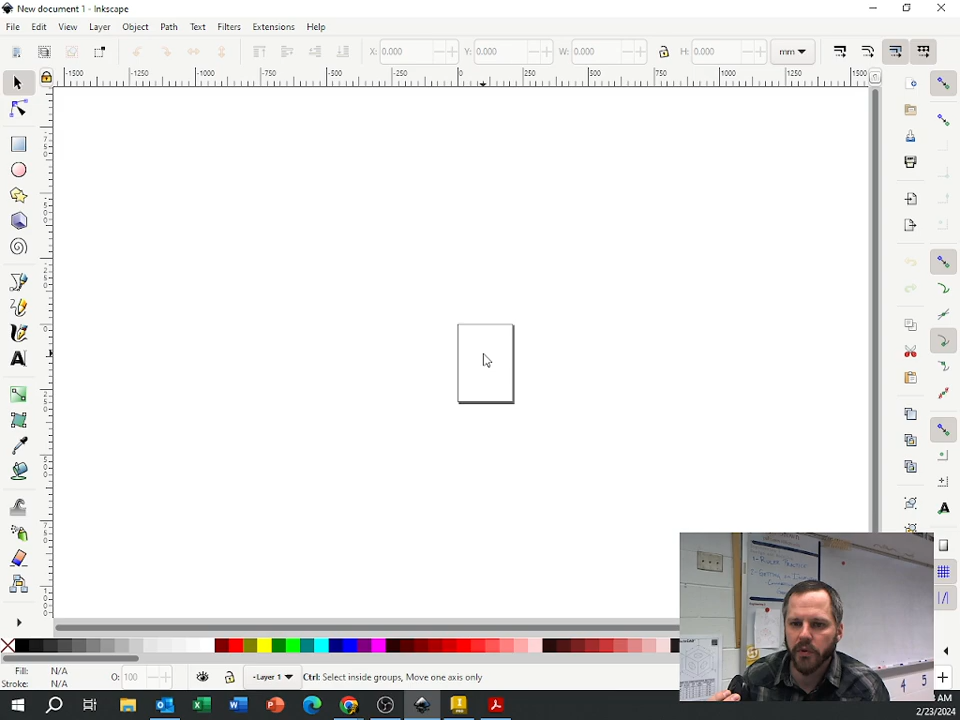 New document 1 - Inkscape
File Edit View Layer Object Path Text Filters Extensions Help
X: 0.000 Y: 0.000 W: 0.000 H: 0.000 mm
-1500 -1250 -1000 -750 -500 -250 0 250 500 750 1000 1250 1500
Fill: N/A
Stroke: N/A
O: 100
Layer 1
Ctrl: Select inside groups, Move one axis only
AM
2/23/2024
4 5